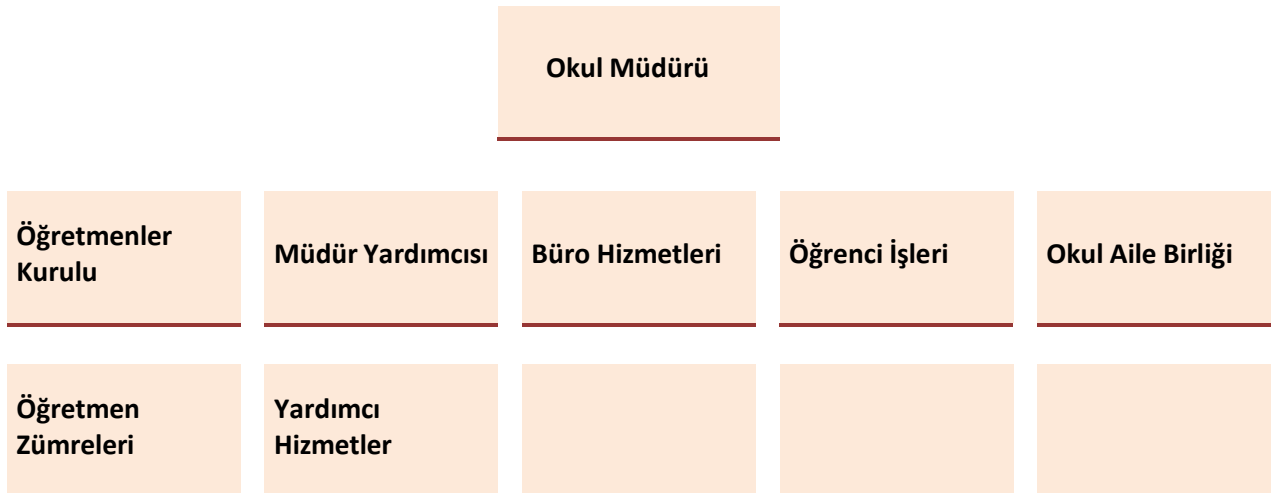 Okul Müdürü
Öğretmenler
Kurulu
Müdür Yardımcısı
Büro Hizmetleri
Öğrenci İşleri
Okul Aile Birliği
Öğretmen
Zümreleri
Yardımcı
Hizmetler